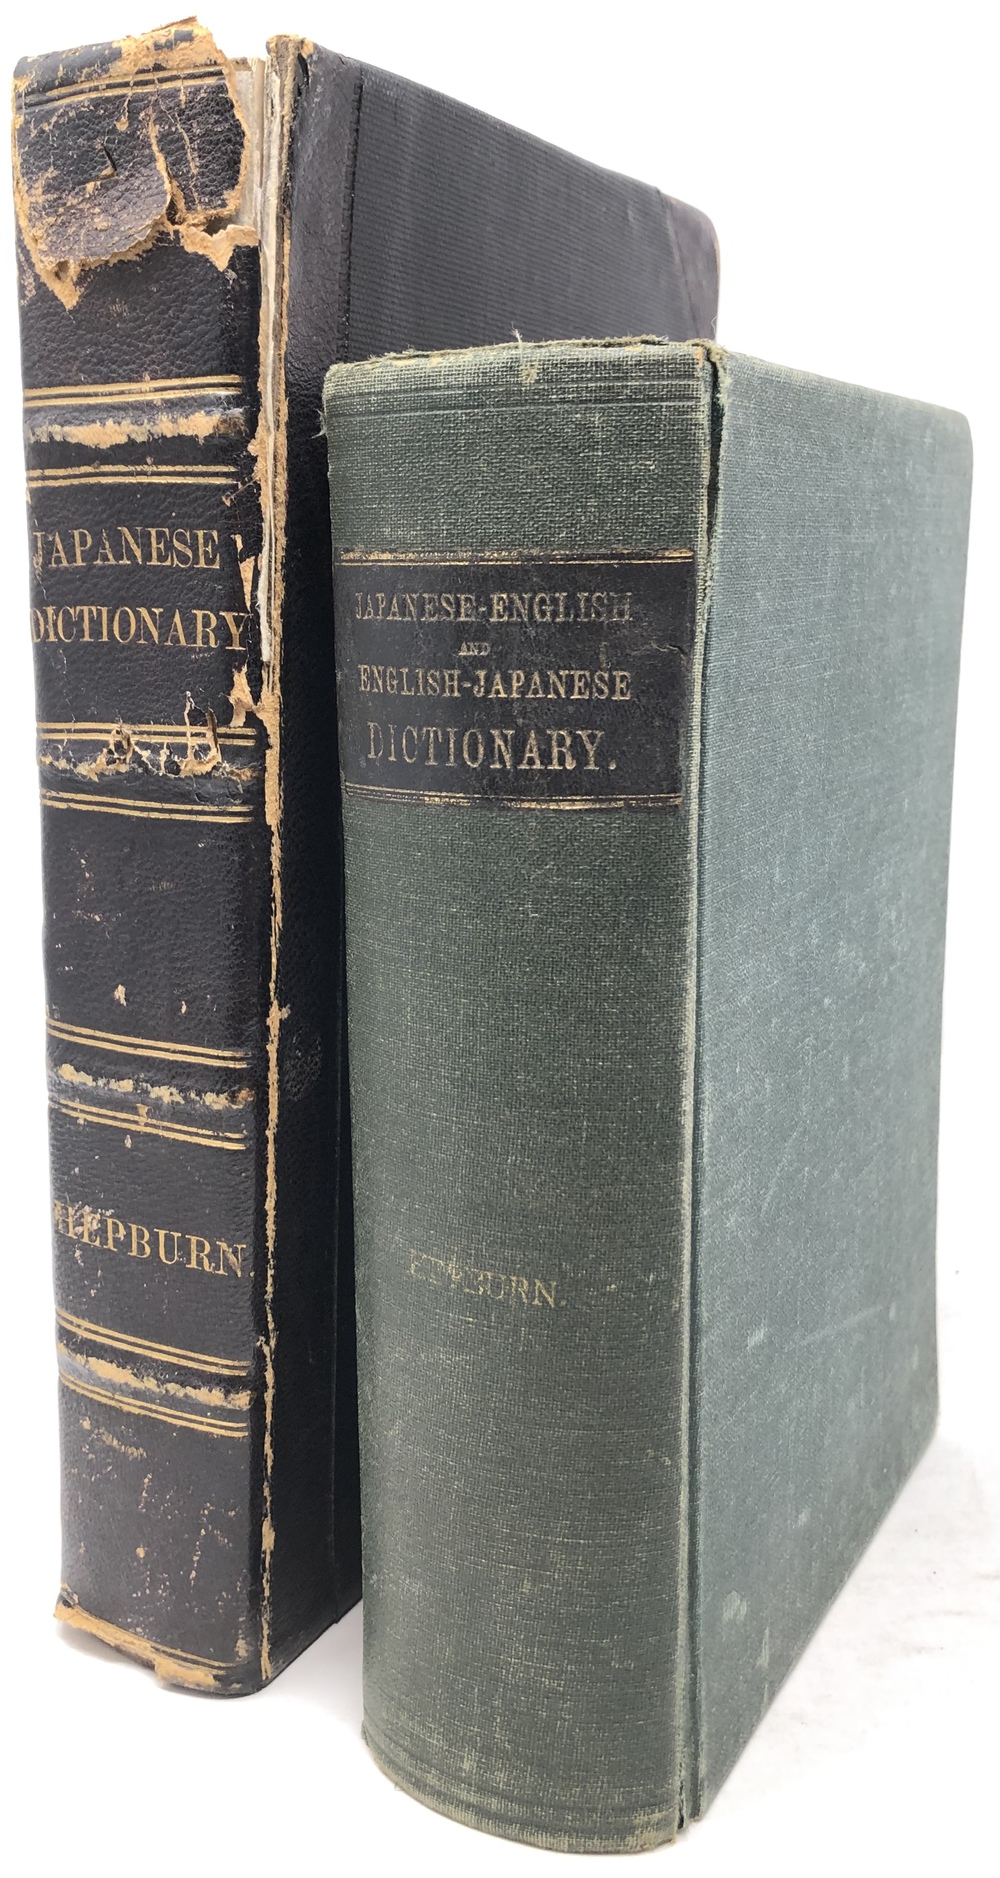 JAPANESE
DICTIONARY
HEPBURN.
JAPANESE-ENGLISH
AND
ENGLISH-JAPANESE
DICTIONARY.
HEPBURN.